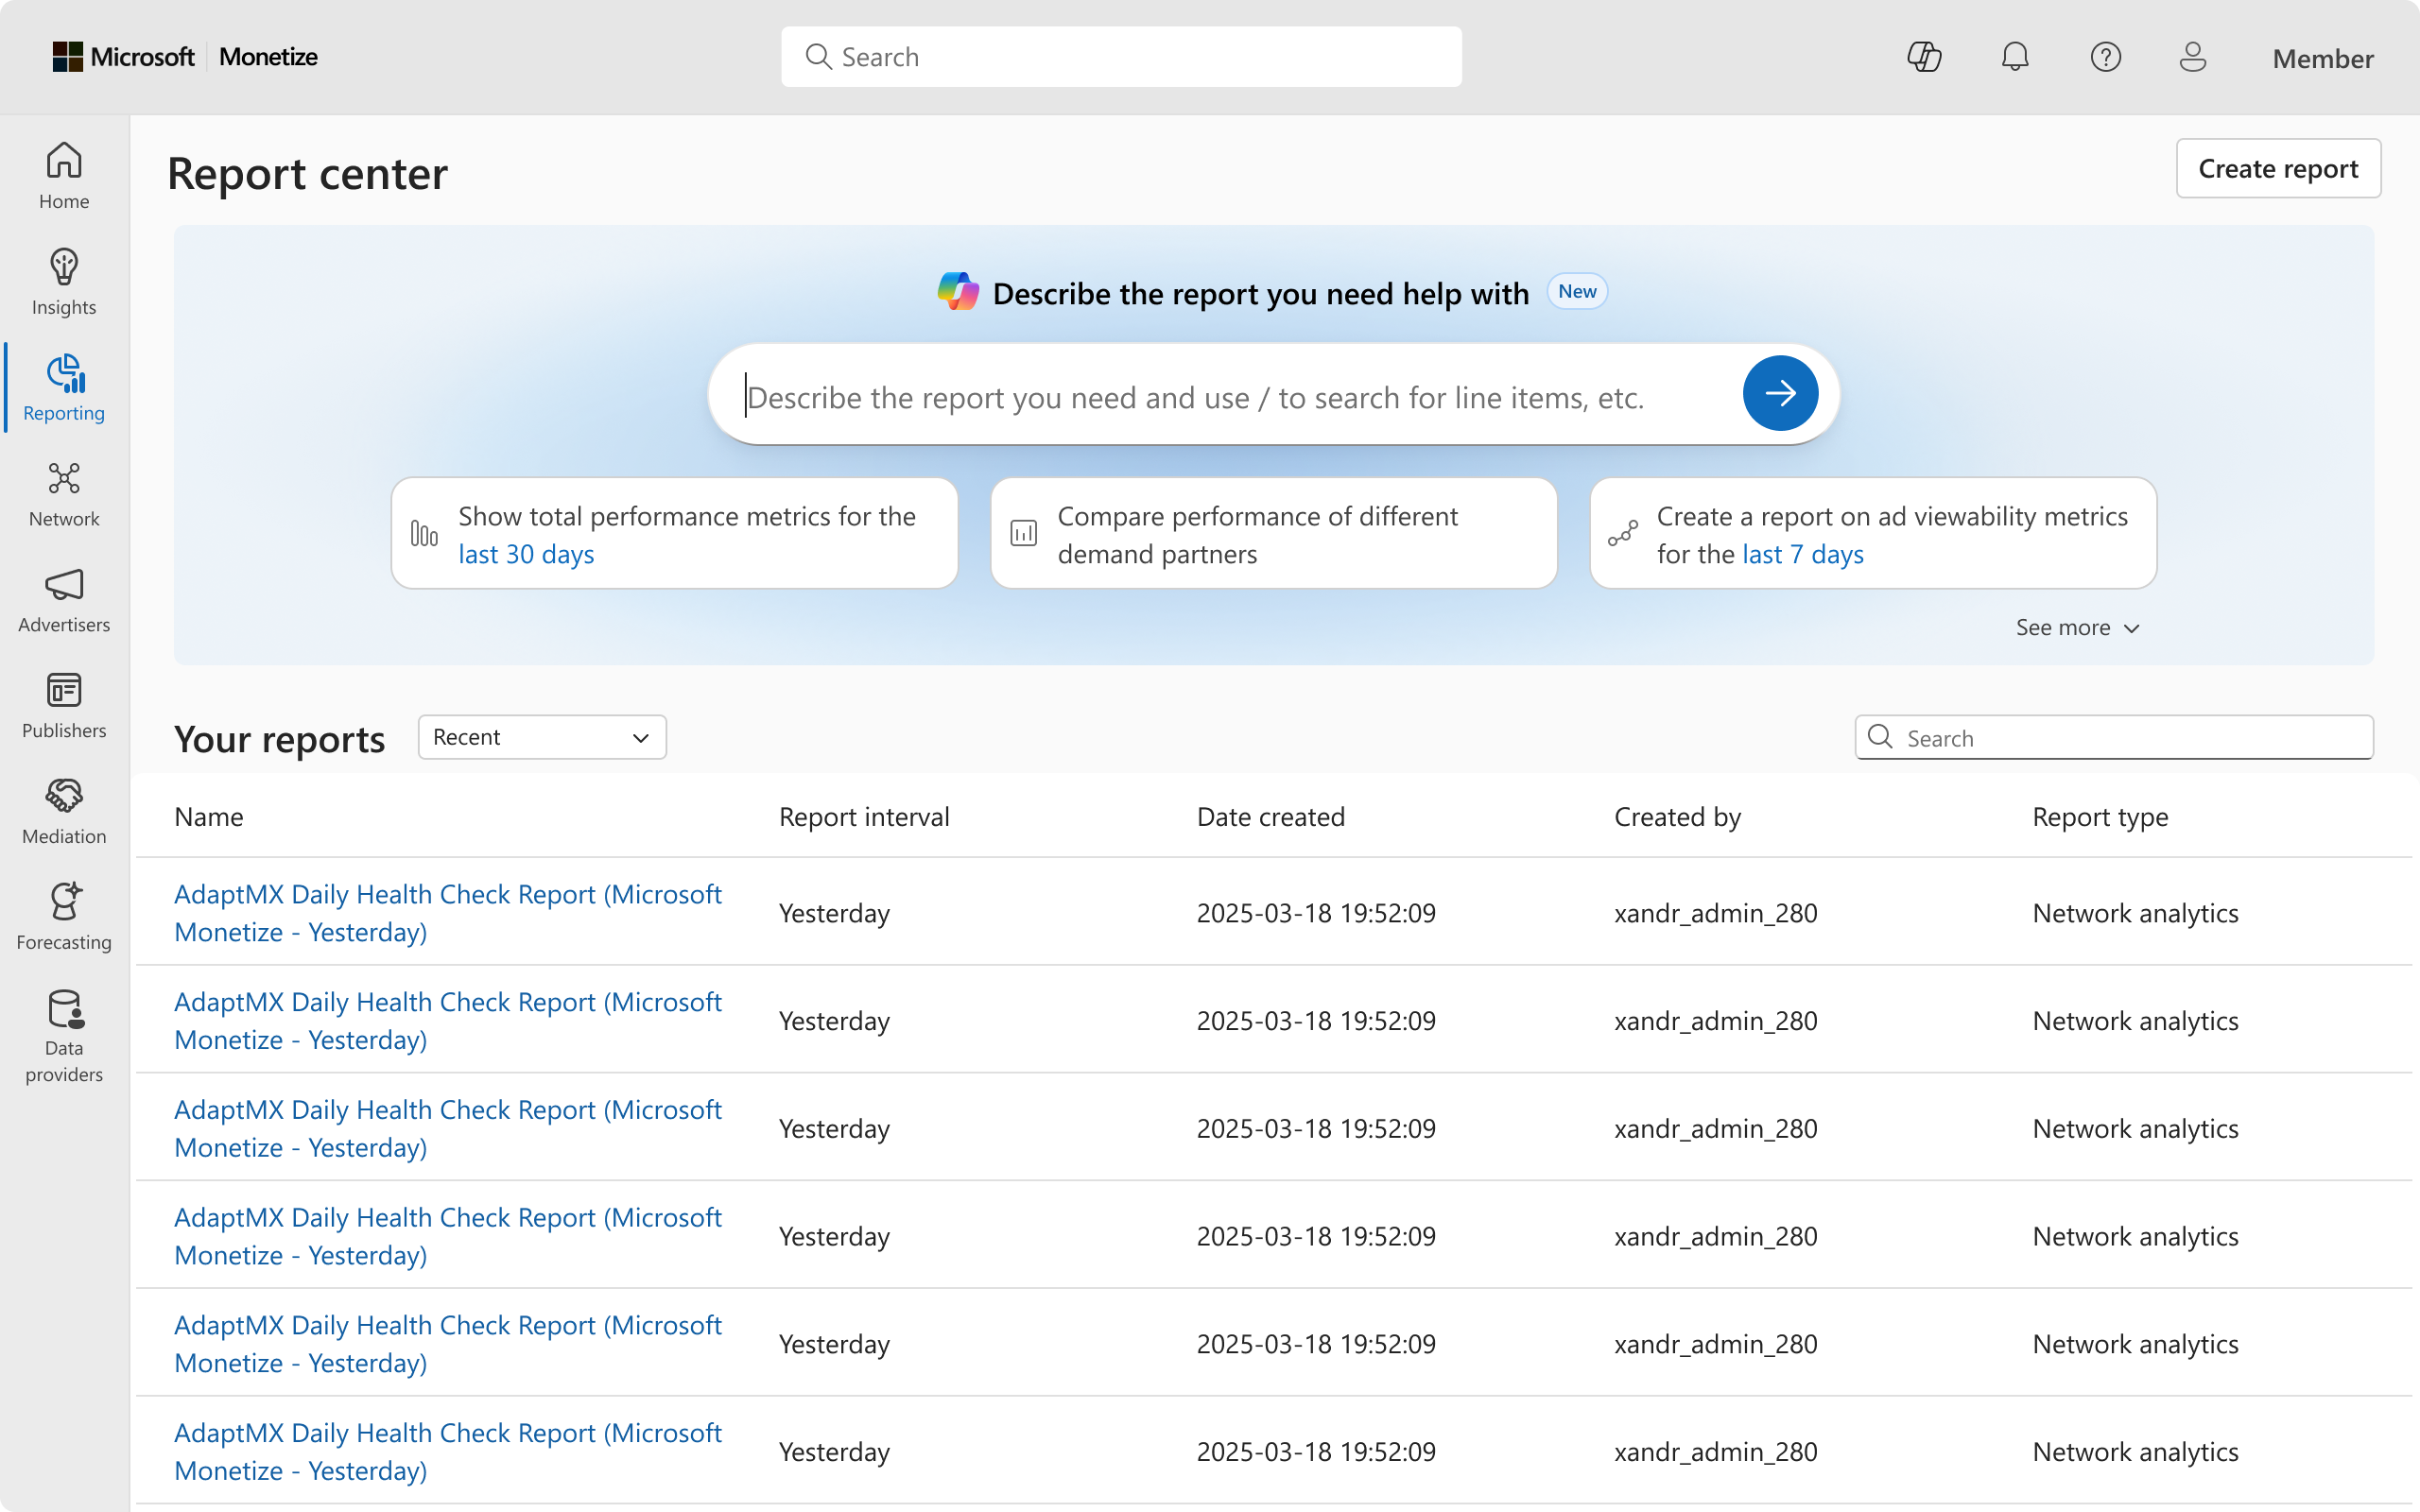 Microsoft | Monetize
Search
Member
Home
Insights
Reporting
Network
Advertisers
Publishers
Mediation
Forecasting
Data
providers
Report center
Create report
Describe the report you need help with New
Describe the report you need and use / to search for line items, etc.
Show total performance metrics for the
last 30 days
Compare performance of different
demand partners
Create a report on ad viewability metrics
for the last 7 days
See more
Your reports
Recent
Search
Name Report interval Date created Created by Report type
AdaptMX Daily Health Check Report (Microsoft
Monetize - Yesterday)
Yesterday 2025-03-18 19:52:09 xandr_admin_280 Network analytics
AdaptMX Daily Health Check Report (Microsoft
Monetize - Yesterday)
Yesterday 2025-03-18 19:52:09 xandr_admin_280 Network analytics
AdaptMX Daily Health Check Report (Microsoft
Monetize - Yesterday)
Yesterday 2025-03-18 19:52:09 xandr_admin_280 Network analytics
AdaptMX Daily Health Check Report (Microsoft
Monetize - Yesterday)
Yesterday 2025-03-18 19:52:09 xandr_admin_280 Network analytics
AdaptMX Daily Health Check Report (Microsoft
Monetize - Yesterday)
Yesterday 2025-03-18 19:52:09 xandr_admin_280 Network analytics
AdaptMX Daily Health Check Report (Microsoft
Monetize - Yesterday)
Yesterday 2025-03-18 19:52:09 xandr_admin_280 Network analytics